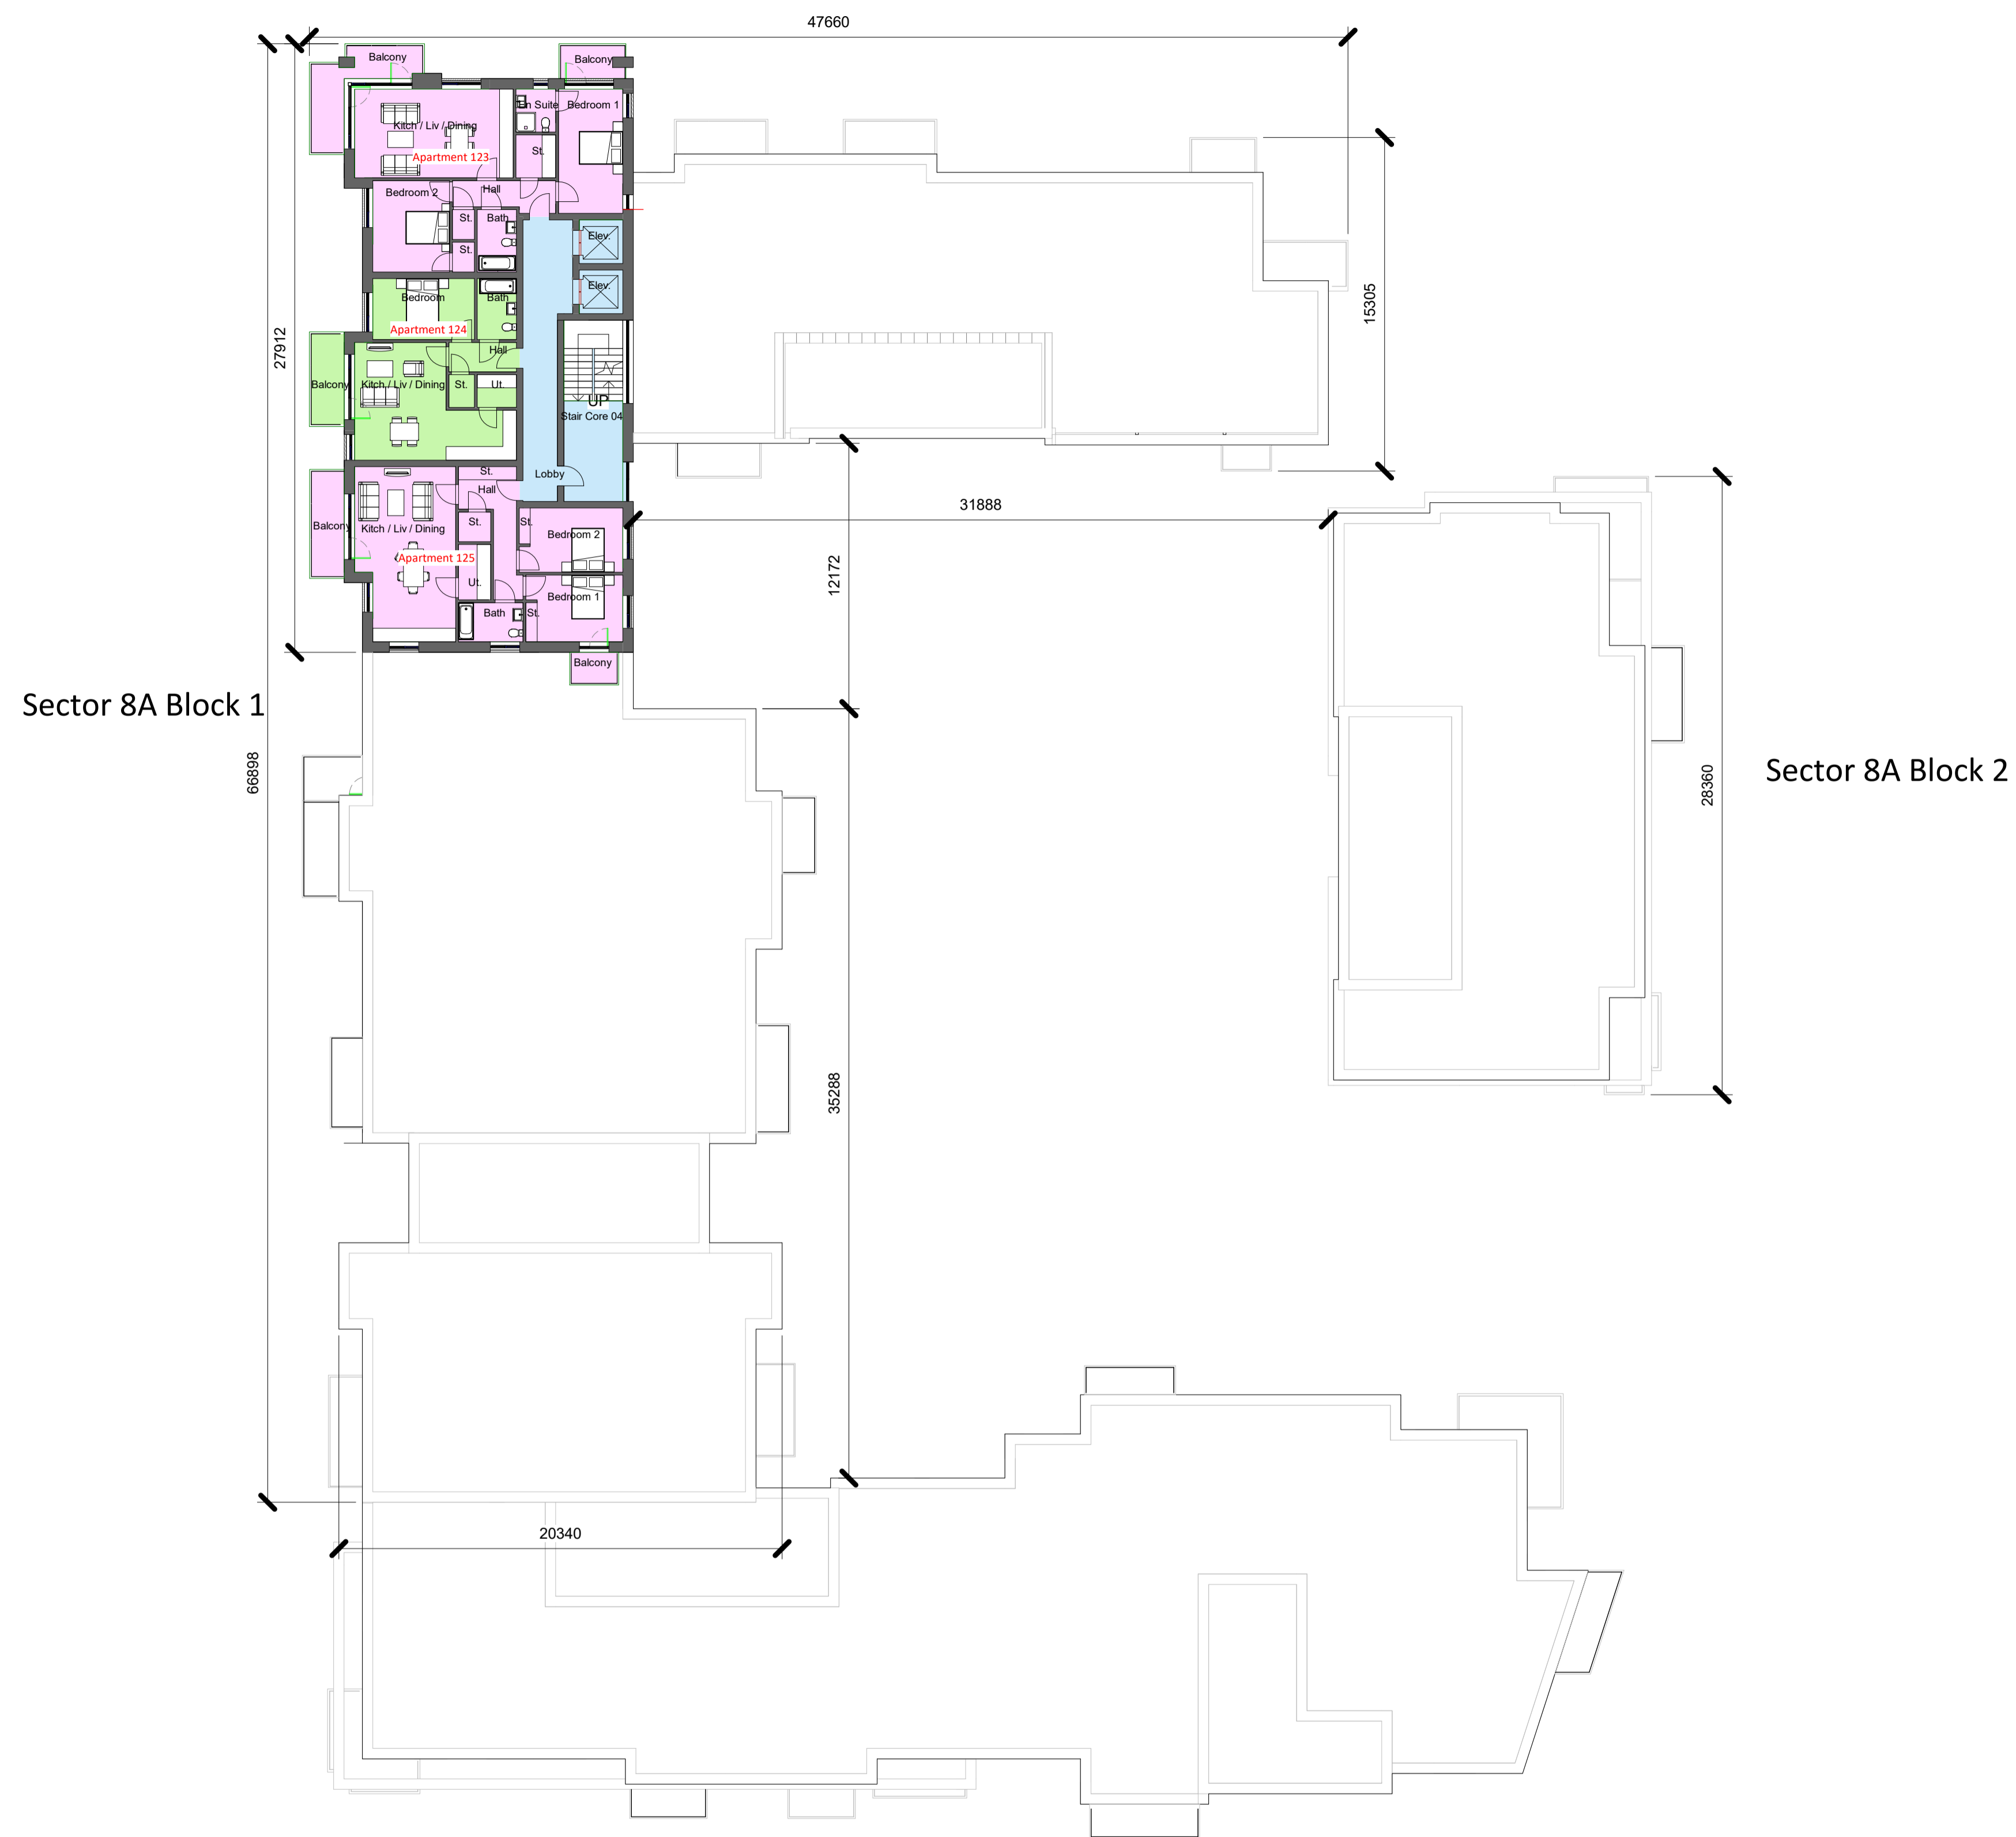 47660
Balcony
Balcony
En Suite
Bedroom 1
Kitch / Liv / Dining
St.
Apartment 123
Hall
Bedroom 2
St.
Bath
Elev.
St.
Elev.
Bedroom
Bath
Apartment 124
15305
27912
Hall
Balcony
Kitch / Liv / Dining
St.
Ut.
UP
Stair Core 04
St.
Lobby
Hall
31888
Balcony
Kitch / Liv / Dining
St.
St.
Bedroom 2
Apartment 125
12172
Ut.
Bedroom 1
Bath
St.
Balcony
Sector 8A Block 1
66898
Sector 8A Block 2
28360
35288
20340